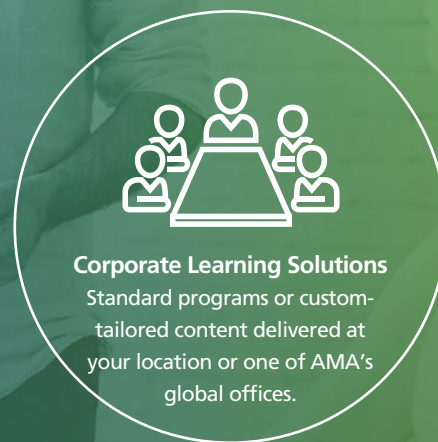 Corporate Learning Solutions
Standard programs or custom-
tailored content delivered at
your location or one of AMA’s
global offices.